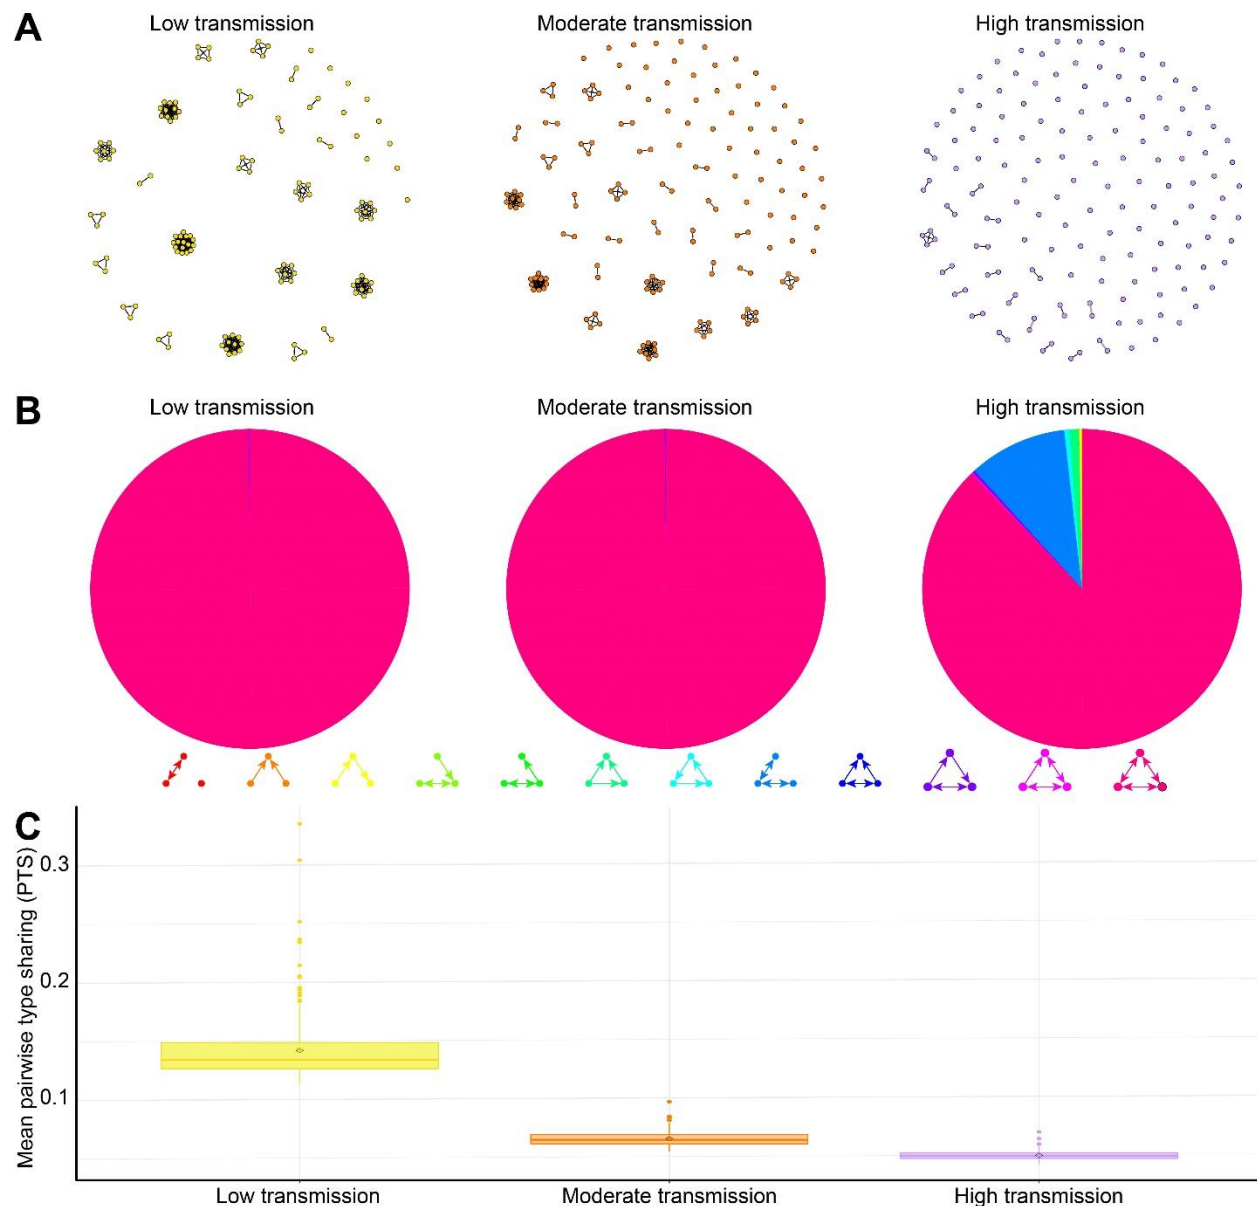 A
Low transmission Moderate transmission High transmission
B
Low transmission Moderate transmission High transmission
C
Mean pairwise type sharing (PTS)
0.3
0.2
0.1
Low transmission Moderate transmission High transmission